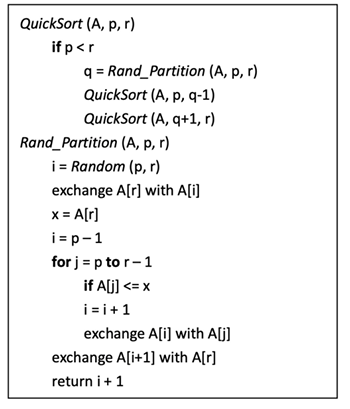 QuickSort (A, p, r)
if p < r
q = Rand_Partition (A, p, r)
QuickSort (A, p, q-1)
QuickSort (A, q+1, r)
Rand_Partition (A, p, r)
i = Random (p, r)
exchange A[r] with A[i]
x = A[r]
i = p – 1
for j = p to r – 1
if A[j] <= x
i = i + 1
exchange A[i] with A[j]
exchange A[i+1] with A[r]
return i + 1